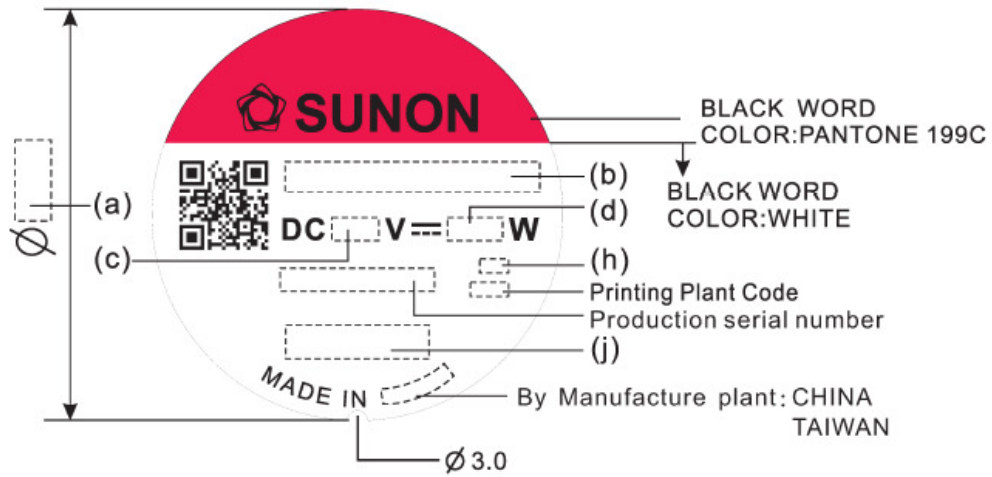 SUNON
BLACK WORD
COLOR:PANTONE 199C
(b)
BLACK WORD
COLOR:WHITE
(a)
(d)
DC V⎓ W
(c)
(h)
Printing Plant Code
Production serial number
(j)
MADE IN
By Manufacture plant: CHINA
TAIWAN
Ø
Ø 3.0